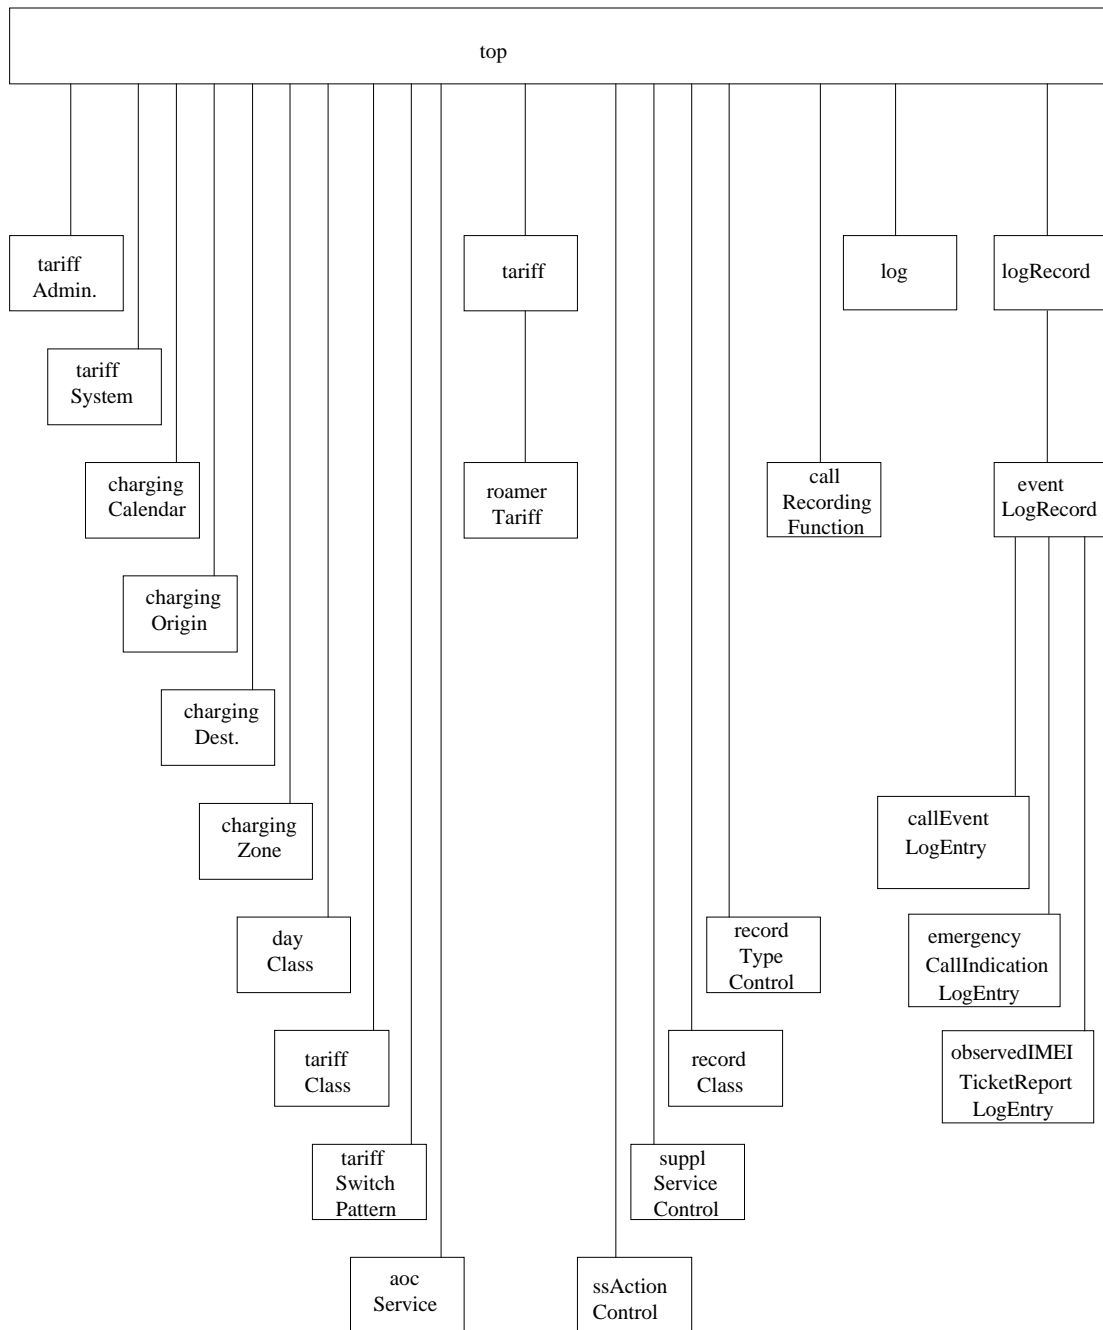 top
tariff
Admin.
tariff
log
logRecord
tariff
System
charging
Calendar
roamer
Tariff
call
Recording
Function
event
LogRecord
charging
Origin
charging
Dest.
charging
Zone
callEvent
LogEntry
day
Class
record
Type
Control
emergency
CallIndication
LogEntry
tariff
Class
record
Class
observedIMEI
TicketReport
LogEntry
tariff
Switch
Pattern
suppl
Service
Control
aoc
Service
ssAction
Control